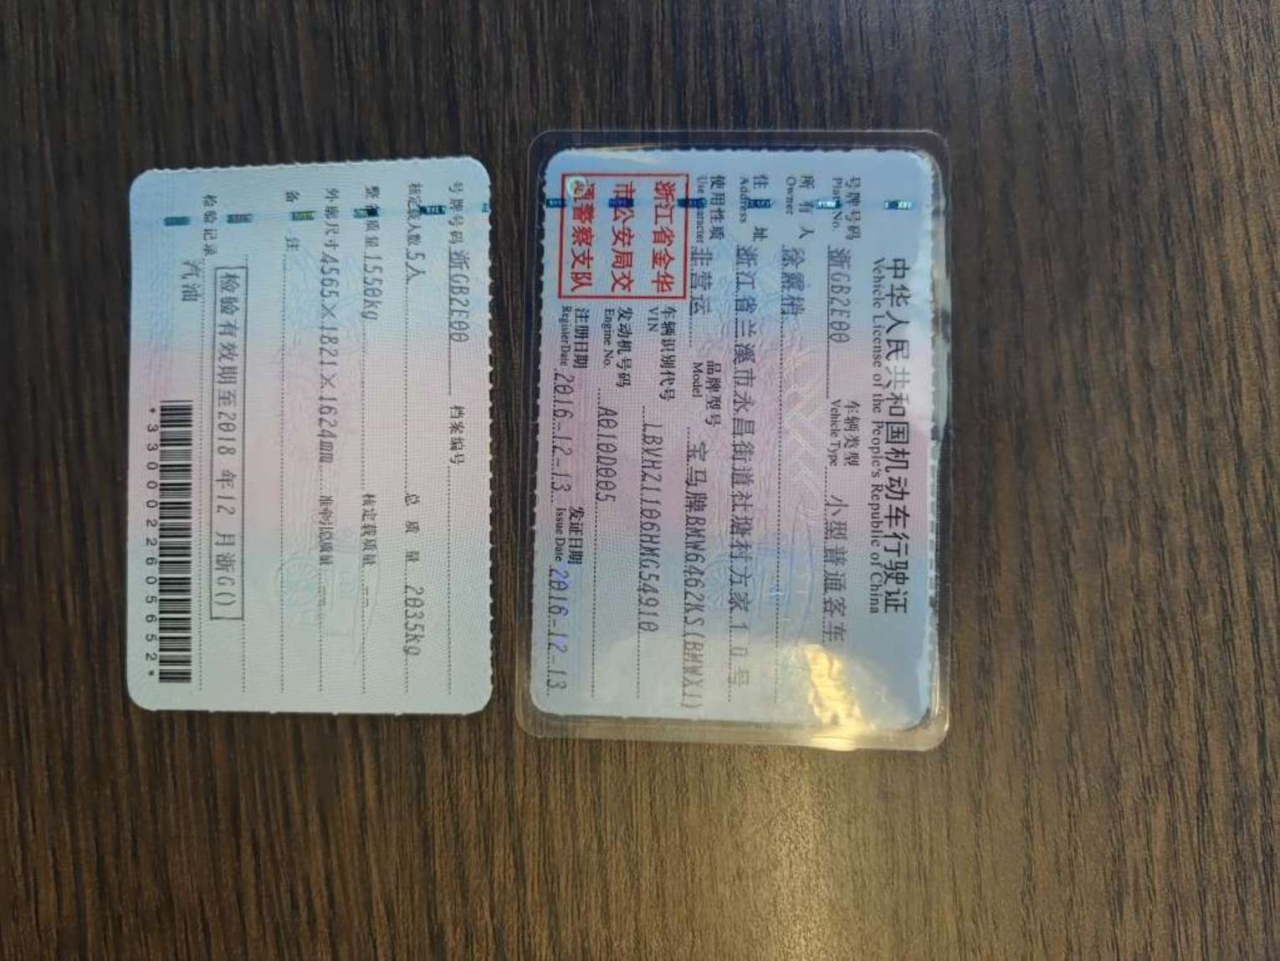 中华人民共和国机动车行驶证
Vehicle License of the People's Republic of China
号牌号码 浙GB2E00 车辆类型 小型普通客车
Plate No. Vehicle Type
所有人 徐露
Owner
住址 浙江省兰溪市永昌街道社塘村方家10号
Address
使用性质 非营运 品牌型号 宝马牌BMW6462KS(BMWX1)
Use Character Model
浙江省金华
市公安局交
通警察支队
车辆识别代号 LBVHZ1106HMG54910
VIN
发动机号码 A010D005
Engine No.
注册日期 2016-12-13 发证日期 2016-12-13
Register Date Issue Date
号牌号码 浙GB2E00 档案编号
核定载人数 5人 总质量 2035kg
整备质量 1550kg 核定载质量 --
外廓尺寸 4565×1821×1624mm 准牵引总质量 --
备注
检验有效期至2018年12月浙G()
检验记录
汽油
*3300022605652*